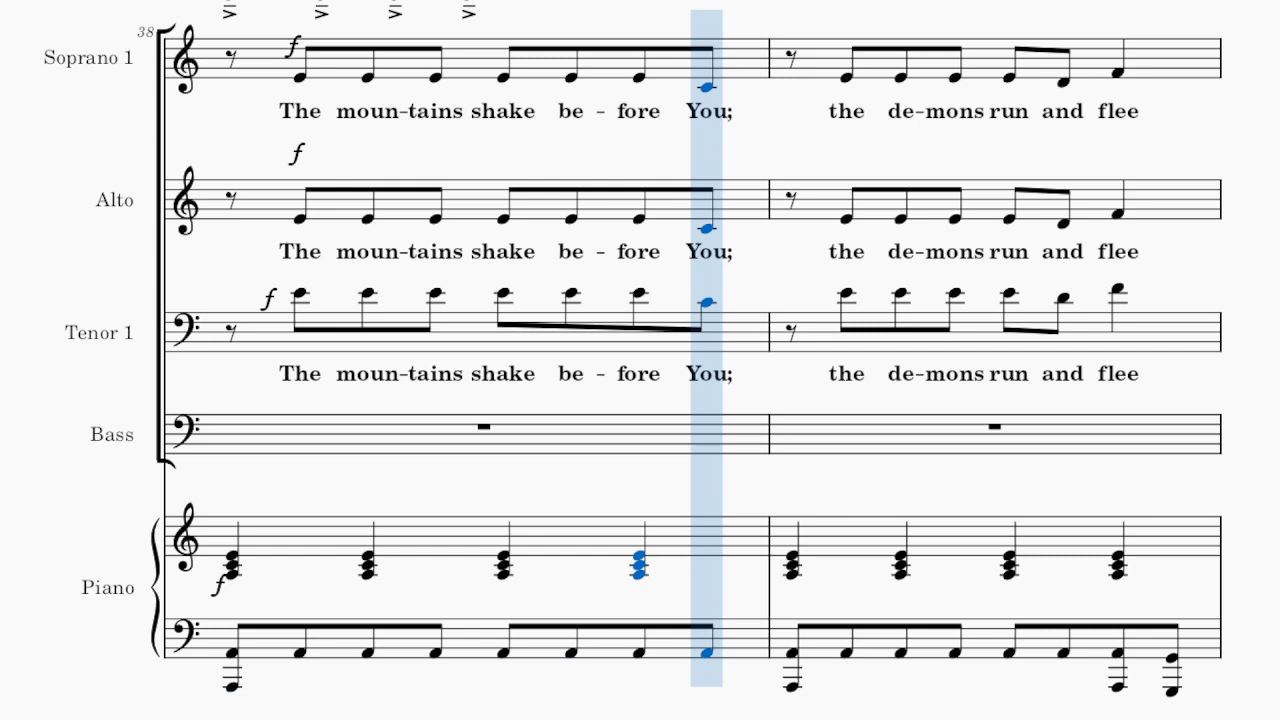 38
Soprano 1
f
The moun-tains shake be - fore You; the de-mons run and flee
f
Alto
The moun-tains shake be - fore You; the de-mons run and flee
f
Tenor 1
The moun-tains shake be - fore You; the de-mons run and flee
Bass
Piano
f